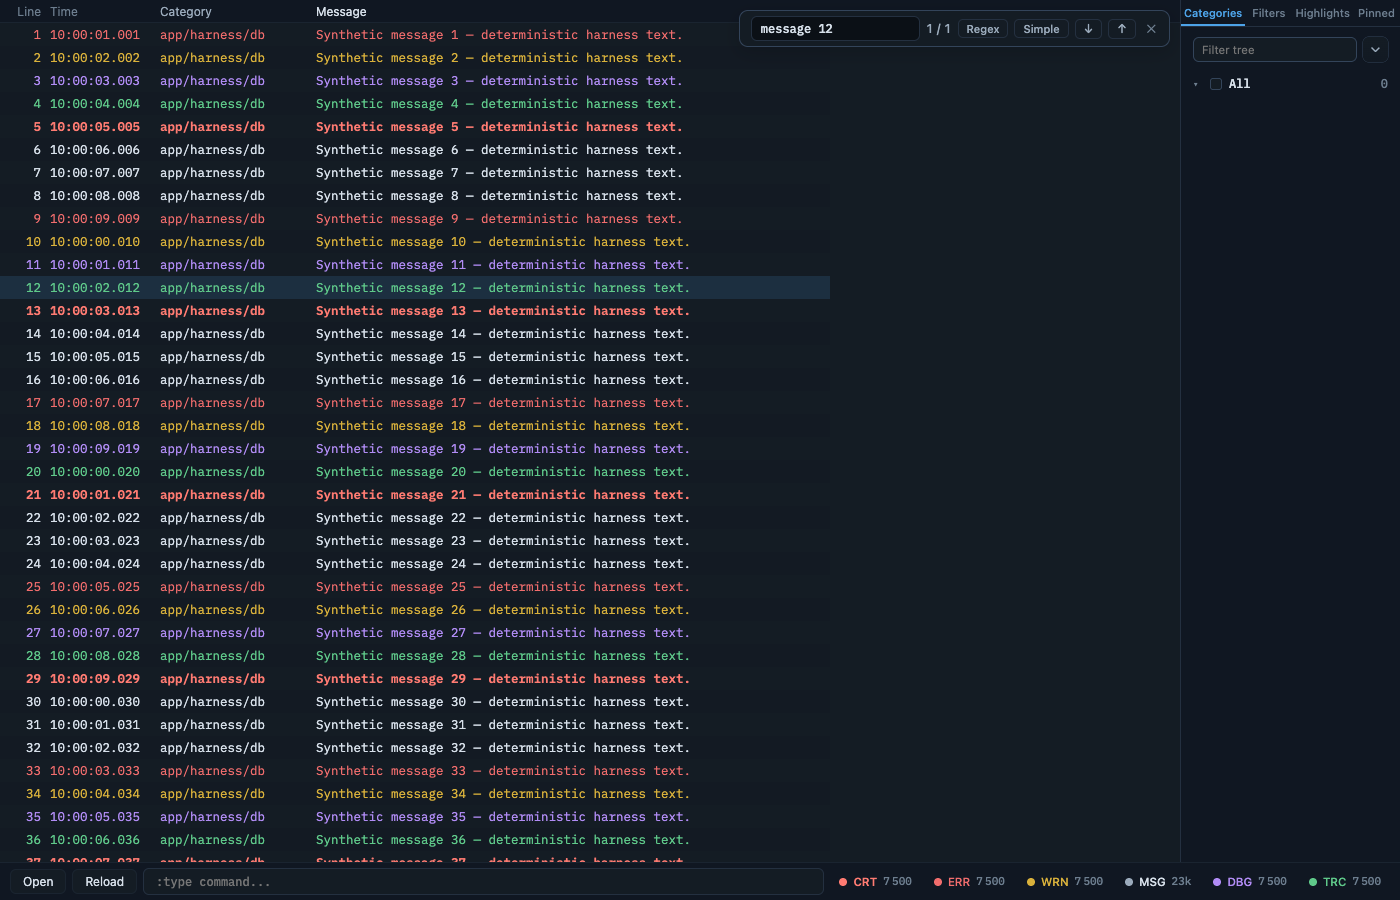 Line Time Category Message
message 12 1 / 1 Regex Simple ↓ ↑ ×
Categories Filters Highlights Pinned
Filter tree
All 0
1 10:00:01.001 app/harness/db Synthetic message 1 — deterministic harness text.
2 10:00:02.002 app/harness/db Synthetic message 2 — deterministic harness text.
3 10:00:03.003 app/harness/db Synthetic message 3 — deterministic harness text.
4 10:00:04.004 app/harness/db Synthetic message 4 — deterministic harness text.
5 10:00:05.005 app/harness/db Synthetic message 5 — deterministic harness text.
6 10:00:06.006 app/harness/db Synthetic message 6 — deterministic harness text.
7 10:00:07.007 app/harness/db Synthetic message 7 — deterministic harness text.
8 10:00:08.008 app/harness/db Synthetic message 8 — deterministic harness text.
9 10:00:09.009 app/harness/db Synthetic message 9 — deterministic harness text.
10 10:00:00.010 app/harness/db Synthetic message 10 — deterministic harness text.
11 10:00:01.011 app/harness/db Synthetic message 11 — deterministic harness text.
12 10:00:02.012 app/harness/db Synthetic message 12 — deterministic harness text.
13 10:00:03.013 app/harness/db Synthetic message 13 — deterministic harness text.
14 10:00:04.014 app/harness/db Synthetic message 14 — deterministic harness text.
15 10:00:05.015 app/harness/db Synthetic message 15 — deterministic harness text.
16 10:00:06.016 app/harness/db Synthetic message 16 — deterministic harness text.
17 10:00:07.017 app/harness/db Synthetic message 17 — deterministic harness text.
18 10:00:08.018 app/harness/db Synthetic message 18 — deterministic harness text.
19 10:00:09.019 app/harness/db Synthetic message 19 — deterministic harness text.
20 10:00:00.020 app/harness/db Synthetic message 20 — deterministic harness text.
21 10:00:01.021 app/harness/db Synthetic message 21 — deterministic harness text.
22 10:00:02.022 app/harness/db Synthetic message 22 — deterministic harness text.
23 10:00:03.023 app/harness/db Synthetic message 23 — deterministic harness text.
24 10:00:04.024 app/harness/db Synthetic message 24 — deterministic harness text.
25 10:00:05.025 app/harness/db Synthetic message 25 — deterministic harness text.
26 10:00:06.026 app/harness/db Synthetic message 26 — deterministic harness text.
27 10:00:07.027 app/harness/db Synthetic message 27 — deterministic harness text.
28 10:00:08.028 app/harness/db Synthetic message 28 — deterministic harness text.
29 10:00:09.029 app/harness/db Synthetic message 29 — deterministic harness text.
30 10:00:00.030 app/harness/db Synthetic message 30 — deterministic harness text.
31 10:00:01.031 app/harness/db Synthetic message 31 — deterministic harness text.
32 10:00:02.032 app/harness/db Synthetic message 32 — deterministic harness text.
33 10:00:03.033 app/harness/db Synthetic message 33 — deterministic harness text.
34 10:00:04.034 app/harness/db Synthetic message 34 — deterministic harness text.
35 10:00:05.035 app/harness/db Synthetic message 35 — deterministic harness text.
36 10:00:06.036 app/harness/db Synthetic message 36 — deterministic harness text.
Open Reload :type command... CRT 7 500 ERR 7 500 WRN 7 500 MSG 23k DBG 7 500 TRC 7 500